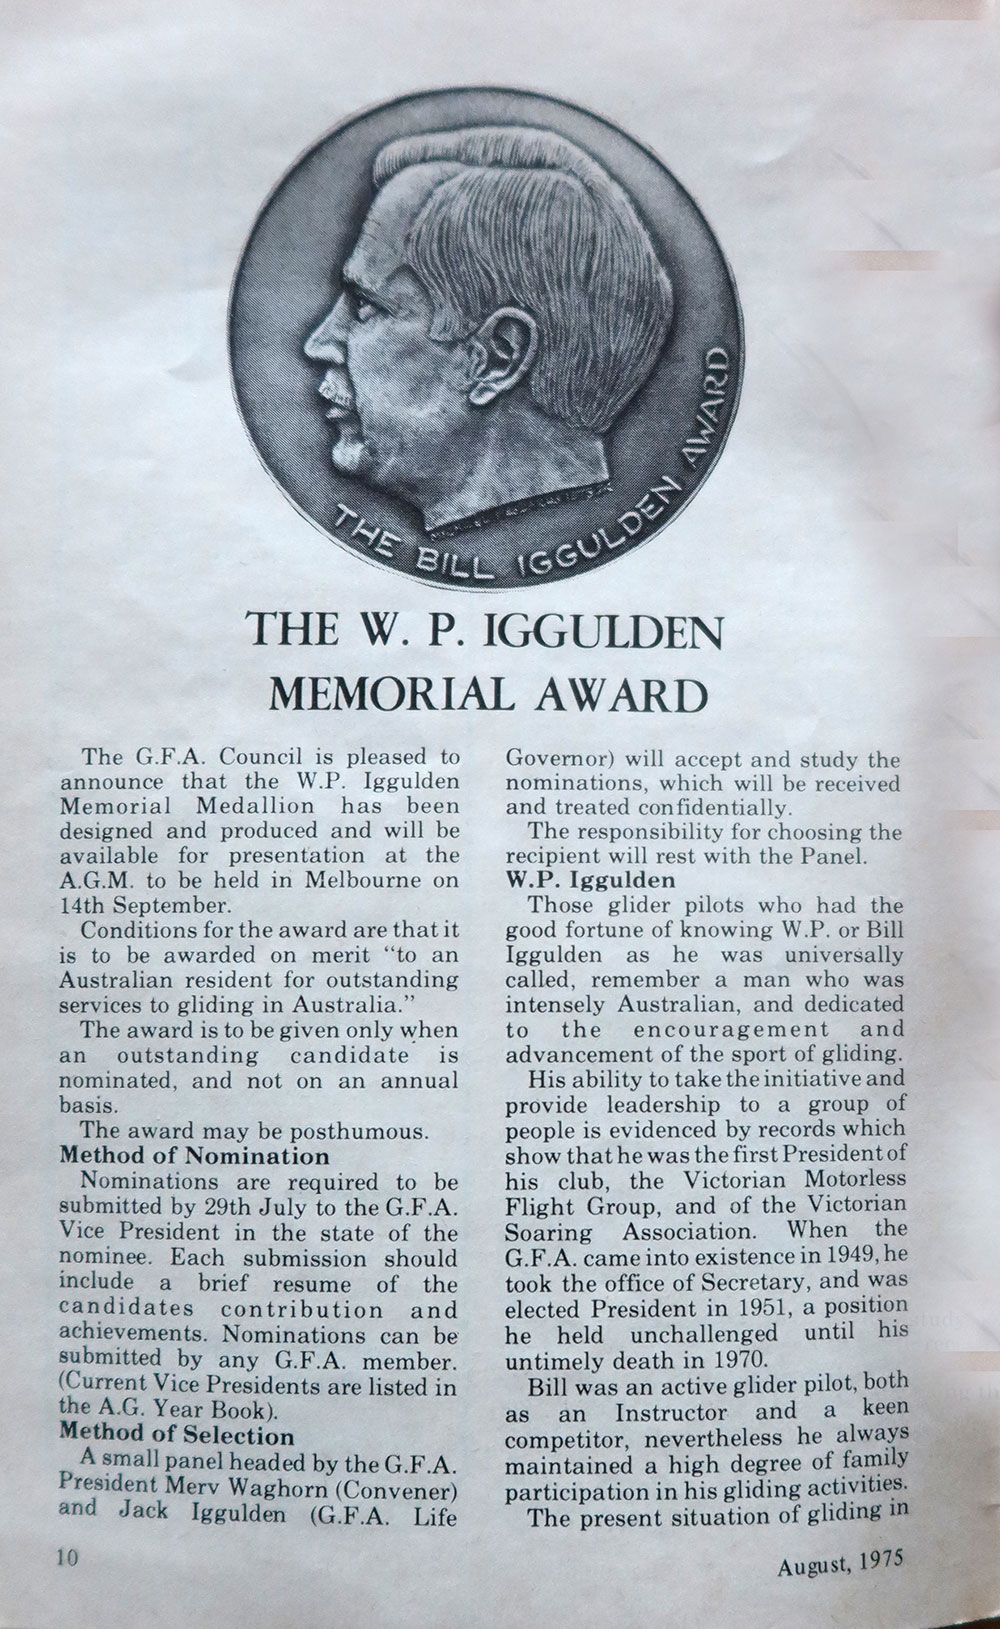 THE BILL IGGULDEN AWARD
THE W. P. IGGULDEN
MEMORIAL AWARD
The G.F.A. Council is pleased to
announce that the W.P. Iggulden
Memorial Medallion has been
designed and produced and will be
available for presentation at the
A.G.M. to be held in Melbourne on
14th September.
Conditions for the award are that it
is to be awarded on merit “to an
Australian resident for outstanding
services to gliding in Australia.”
The award is to be given only when
an outstanding candidate is
nominated, and not on an annual
basis.
The award may be posthumous.
Method of Nomination
Nominations are required to be
submitted by 29th July to the G.F.A.
Vice President in the state of the
nominee. Each submission should
include a brief resume of the
candidates contribution and
achievements. Nominations can be
submitted by any G.F.A. member.
(Current Vice Presidents are listed in
the A.G. Year Book).
Method of Selection
A small panel headed by the G.F.A.
President Merv Waghorn (Convener)
and Jack Iggulden (G.F.A. Life
Governor) will accept and study the
nominations, which will be received
and treated confidentially.
The responsibility for choosing the
recipient will rest with the Panel.
W.P. Iggulden
Those glider pilots who had the
good fortune of knowing W.P. or Bill
Iggulden as he was universally
called, remember a man who was
intensely Australian, and dedicated
to the encouragement and
advancement of the sport of gliding.
His ability to take the initiative and
provide leadership to a group of
people is evidenced by records which
show that he was the first President of
his club, the Victorian Motorless
Flight Group, and of the Victorian
Soaring Association. When the
G.F.A. came into existence in 1949, he
took the office of Secretary, and was
elected President in 1951, a position
he held unchallenged until his
untimely death in 1970.
Bill was an active glider pilot, both
as an Instructor and a keen
competitor, nevertheless he always
maintained a high degree of family
participation in his gliding activities.
The present situation of gliding in
10
August, 1975